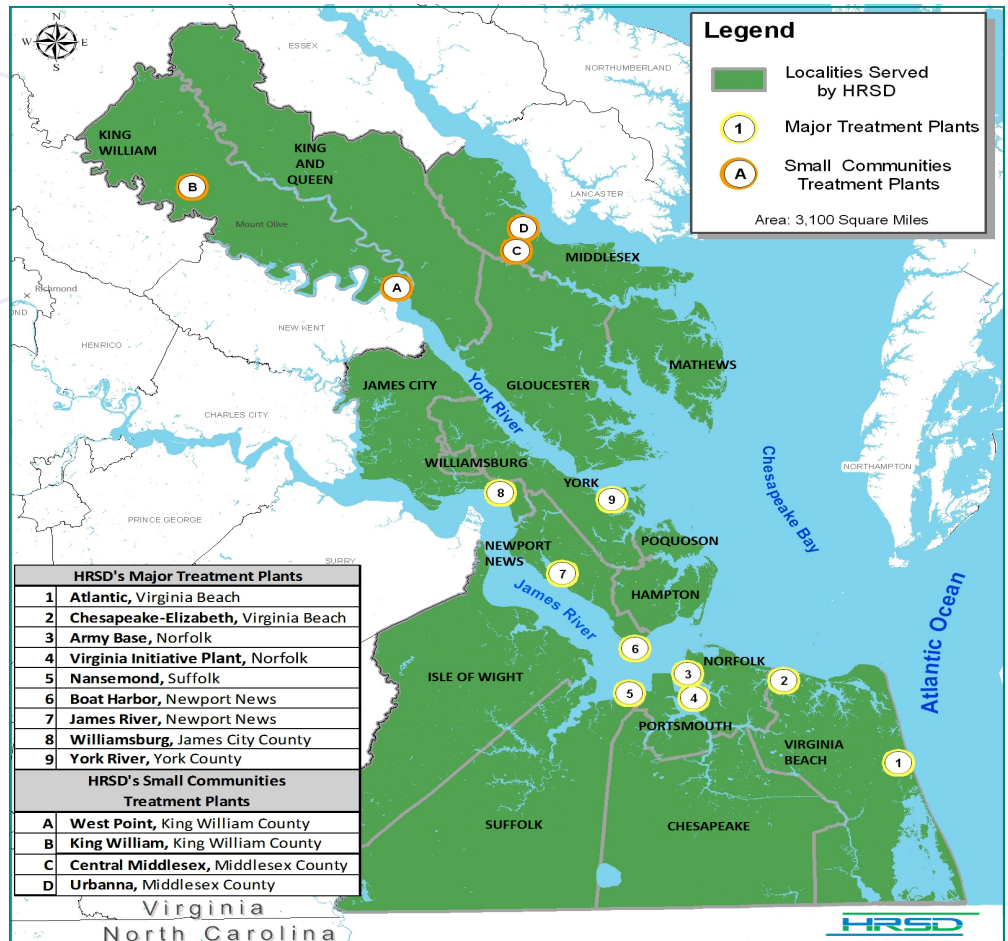 N
W E
S
ESSEX
NORTHUMBERLAND
Legend
Localities Served
by HRSD
1 Major Treatment Plants
A Small Communities
Treatment Plants
Area: 3,100 Square Miles
KING
WILLIAM
KING
AND
QUEEN
B
LANCASTER
Mount Olive
D
C
MIDDLESEX
A
Richmond
OND
NEW KENT
HENRICO
MATHEWS
JAMES CITY
GLOUCESTER
York River
CHARLES CITY
WILLIAMSBURG
Chesapeake Bay
NORTHAMPTON
8
YORK
9
PRINCE GEORGE
SURRY
NEWPORT
NEWS
POQUOSON
7
HAMPTON
James River
Atlantic Ocean
6
ISLE OF WIGHT
NORFOLK
3
2
5
4
PORTSMOUTH
VIRGINIA
BEACH
1
SUFFOLK
CHESAPEAKE
HRSD's Major Treatment Plants
1 Atlantic, Virginia Beach
2 Chesapeake-Elizabeth, Virginia Beach
3 Army Base, Norfolk
4 Virginia Initiative Plant, Norfolk
5 Nansemond, Suffolk
6 Boat Harbor, Newport News
7 James River, Newport News
8 Williamsburg, James City County
9 York River, York County
HRSD's Small Communities
Treatment Plants
A West Point, King William County
B King William, King William County
C Central Middlesex, Middlesex County
D Urbanna, Middlesex County
Virginia
North Carolina
HRSD